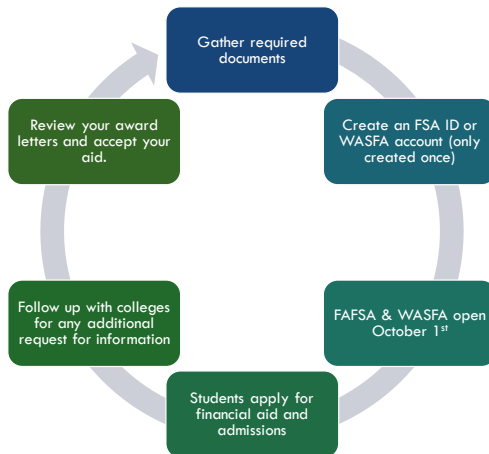 Gather required
documents
Create an FSA ID or
WASFA account (only
created once)
FAFSA & WASFA open
October 1st
Students apply for
financial aid and
admissions
Follow up with colleges
for any additional
request for information
Review your award
letters and accept your
aid.